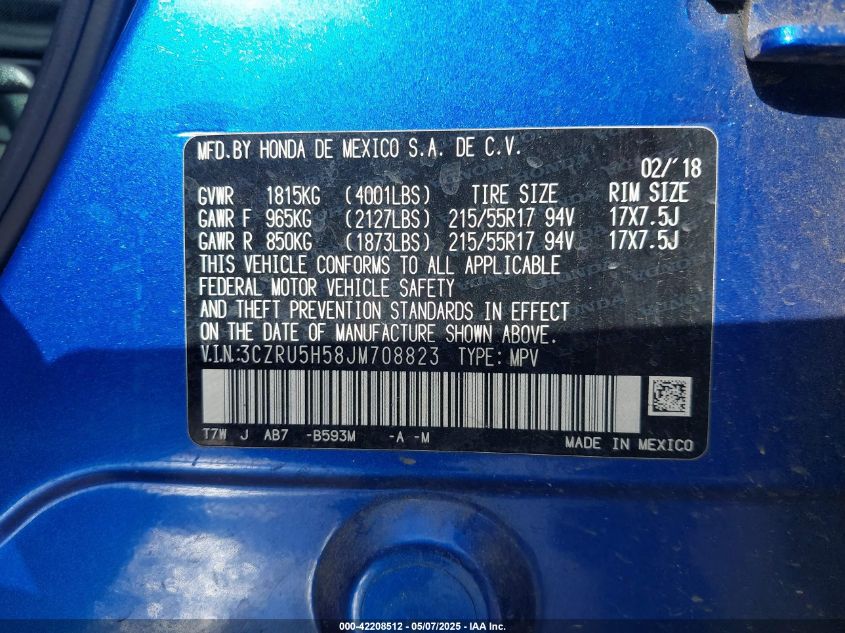 MFD. BY HONDA DE MEXICO S.A. DE C.V.
02/'18
GVWR 1815KG (4001LBS) TIRE SIZE RIM SIZE
GAWR F 965KG (2127LBS) 215/55R17 94V 17X7.5J
GAWR R 850KG (1873LBS) 215/55R17 94V 17X7.5J
THIS VEHICLE CONFORMS TO ALL APPLICABLE
FEDERAL MOTOR VEHICLE SAFETY
AND THEFT PREVENTION STANDARDS IN EFFECT
ON THE DATE OF MANUFACTURE SHOWN ABOVE.
V.I.N.:3CZRU5H58JM708823 TYPE: MPV
T7W J AB7 -B593M -A -M
MADE IN MEXICO
000-42208512 - 05/07/2025 - IAA Inc.